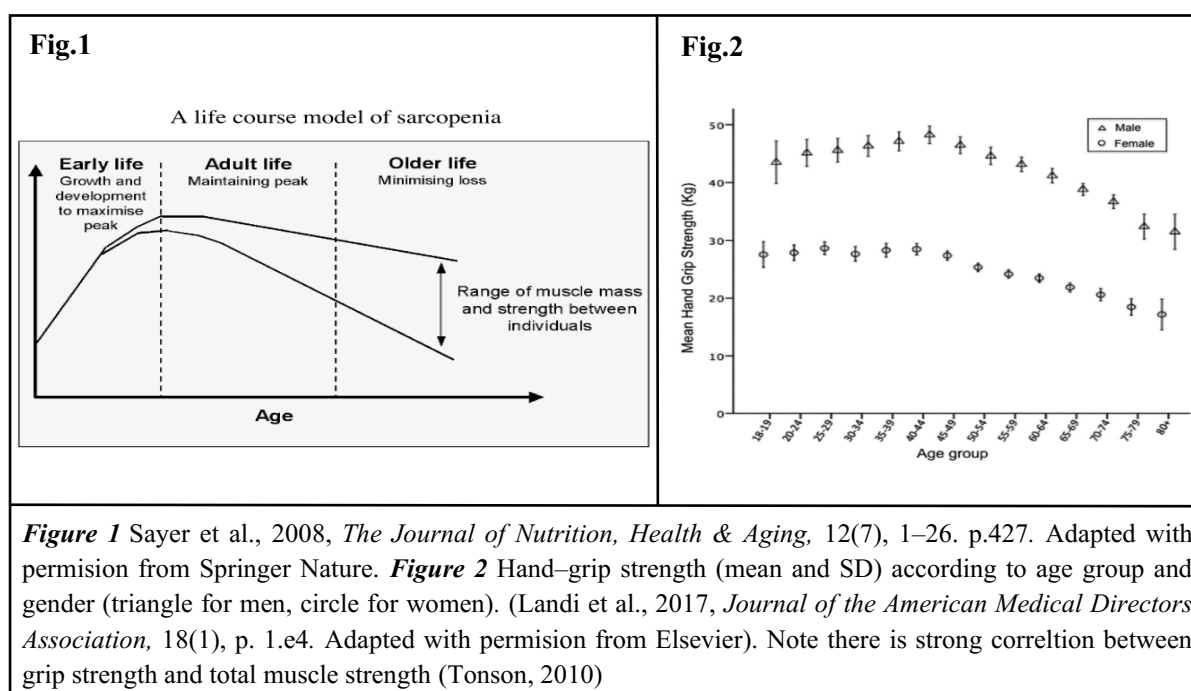 Fig.1
A life course model of sarcopenia
Early life
Growth and
development
to maximise
peak
Adult life
Maintaining peak
Older life
Minimising loss
Range of muscle mass
and strength between
individuals
Age
Fig.2
Mean Hand Grip Strength (Kg)
50
40
30
20
10
0
Male
Female
18-19
20-24
25-29
30-34
35-39
40-44
45-49
50-54
55-59
60-64
65-69
70-74
75-79
80+
Age group
Figure 1 Sayer et al., 2008, The Journal of Nutrition, Health & Aging, 12(7), 1–26. p.427. Adapted with
permision from Springer Nature. Figure 2 Hand–grip strength (mean and SD) according to age group and
gender (triangle for men, circle for women). (Landi et al., 2017, Journal of the American Medical Directors
Association, 18(1), p. 1.e4. Adapted with permision from Elsevier). Note there is strong correltion between
grip strength and total muscle strength (Tonson, 2010)